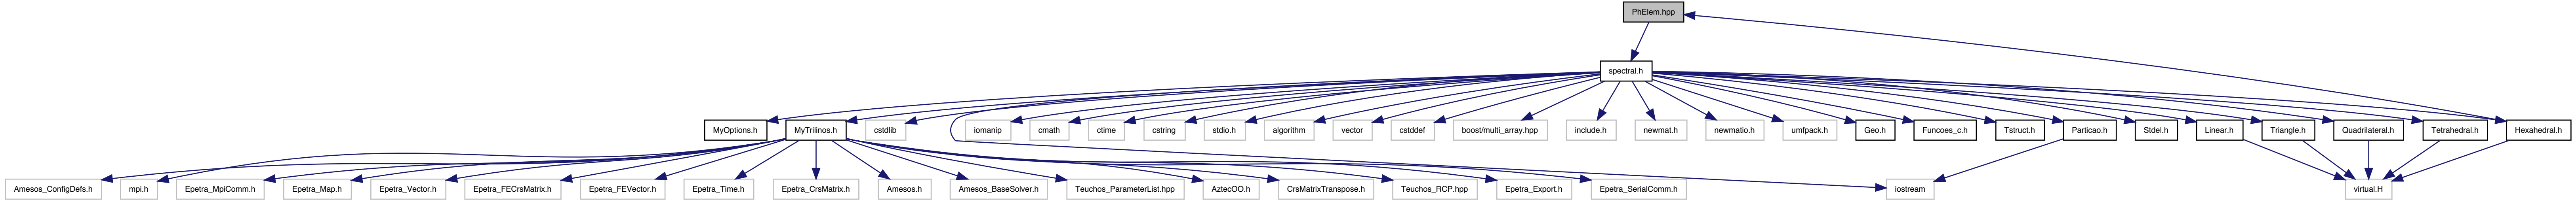 PhElem.hpp
spectral.h
MyOptions.h
MyTrilinos.h
cstdlib
iomanip
cmath
ctime
cstring
stdio.h
algorithm
vector
cstddef
boost/multi_array.hpp
include.h
newmat.h
newmatio.h
umfpack.h
Geo.h
Funcoes_c.h
Tstruct.h
Particao.h
Stdel.h
Linear.h
Triangle.h
Quadrilateral.h
Tetrahedral.h
Hexahedral.h
Amesos_ConfigDefs.h
mpi.h
Epetra_MpiComm.h
Epetra_Map.h
Epetra_Vector.h
Epetra_FECrsMatrix.h
Epetra_FEVector.h
Epetra_Time.h
Epetra_CrsMatrix.h
Amesos.h
Amesos_BaseSolver.h
Teuchos_ParameterList.hpp
AztecOO.h
CrsMatrixTranspose.h
Teuchos_RCP.hpp
Epetra_Export.h
Epetra_SerialComm.h
iostream
virtual.H